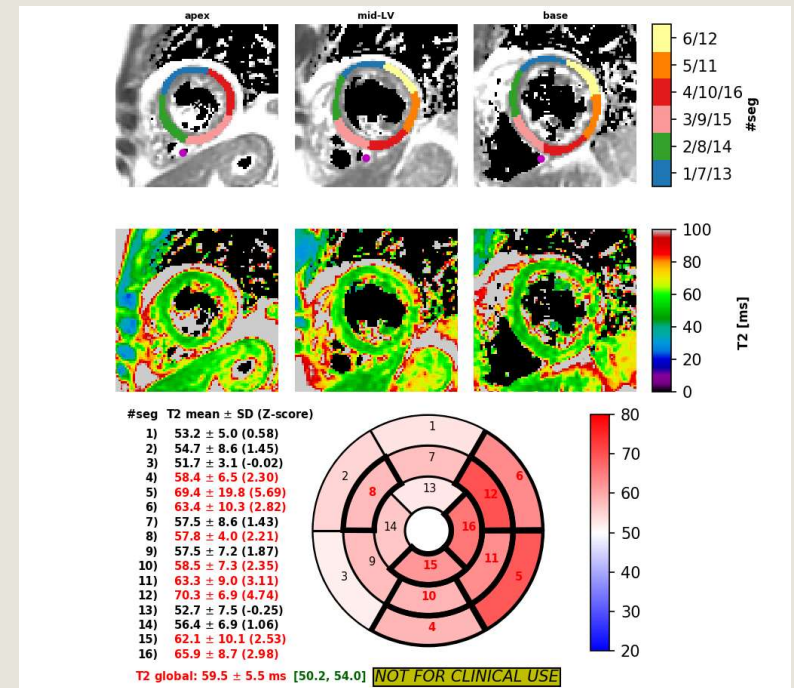 apex mid-LV base
6/12
5/11
4/10/16
3/9/15
2/8/14
1/7/13
#seg
100
80
60
40
20
0
T2 [ms]
#seg T2 mean ± SD (Z-score)
1) 53.2 ± 5.0 (0.58)
2) 54.7 ± 8.6 (1.45)
3) 51.7 ± 3.1 (-0.02)
4) 58.4 ± 6.5 (2.30)
5) 69.4 ± 19.8 (5.69)
6) 63.4 ± 10.3 (2.82)
7) 57.5 ± 8.6 (1.43)
8) 57.8 ± 4.0 (2.21)
9) 57.5 ± 7.2 (1.87)
10) 58.5 ± 7.3 (2.35)
11) 63.3 ± 9.0 (3.11)
12) 70.3 ± 6.9 (4.74)
13) 52.7 ± 7.5 (-0.25)
14) 56.4 ± 6.9 (1.06)
15) 62.1 ± 10.1 (2.53)
16) 65.9 ± 8.7 (2.98)
1
2 7 6
8 13 12
14 16
3 9 15 11 5
10
4
80
70
60
50
40
30
20
T2 global: 59.5 ± 5.5 ms [50.2, 54.0] NOT FOR CLINICAL USE